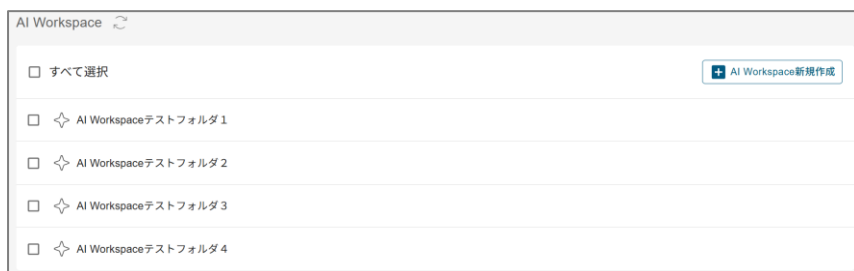 AI Workspace
すべて選択
AI Workspace新規作成
AI Workspaceテストフォルダ１
AI Workspaceテストフォルダ２
AI Workspaceテストフォルダ３
AI Workspaceテストフォルダ４